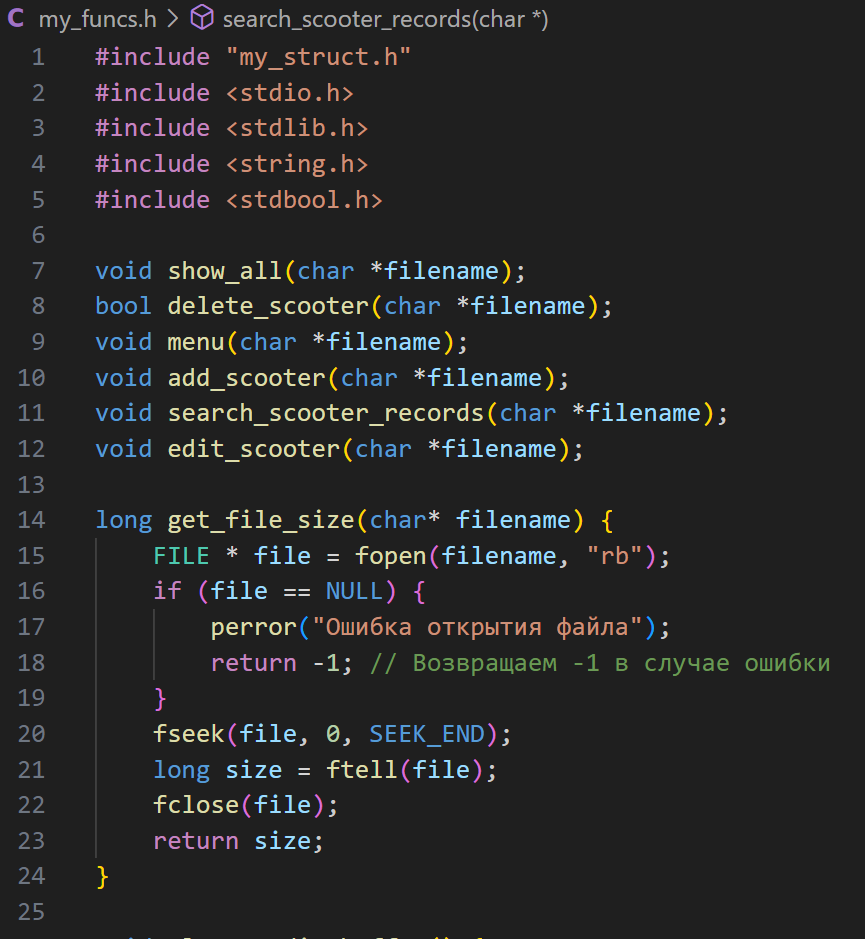 my_funcs.h > search_scooter_records(char *)
1 #include "my_struct.h"
2 #include <stdio.h>
3 #include <stdlib.h>
4 #include <string.h>
5 #include <stdbool.h>
6
7 void show_all(char *filename);
8 bool delete_scooter(char *filename);
9 void menu(char *filename);
10 void add_scooter(char *filename);
11 void search_scooter_records(char *filename);
12 void edit_scooter(char *filename);
13
14 long get_file_size(char* filename) {
15     FILE * file = fopen(filename, "rb");
16     if (file == NULL) {
17         perror("Ошибка открытия файла");
18         return -1; // Возвращаем -1 в случае ошибки
19     }
20     fseek(file, 0, SEEK_END);
21     long size = ftell(file);
22     fclose(file);
23     return size;
24 }
25